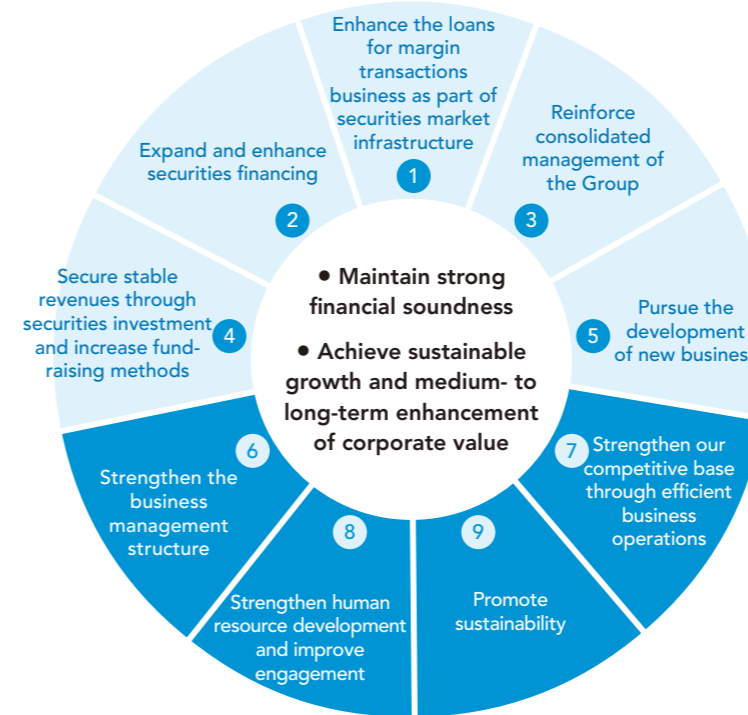 Enhance the loans
for margin
transactions
business as part of
securities market
infrastructure
1
Expand and enhance
securities financing
2
Reinforce
consolidated
management of
the Group
3
Secure stable
revenues through
securities investment
and increase fund-
raising methods
4
Pursue the
development
of new busines
5
• Maintain strong
financial soundness
• Achieve sustainable
growth and medium- to
long-term enhancement
of corporate value
6
Strengthen the
business
management
structure
7
Strengthen our
competitive base
through efficient
business
operations
8
Strengthen human
resource development
and improve
engagement
9
Promote
sustainability